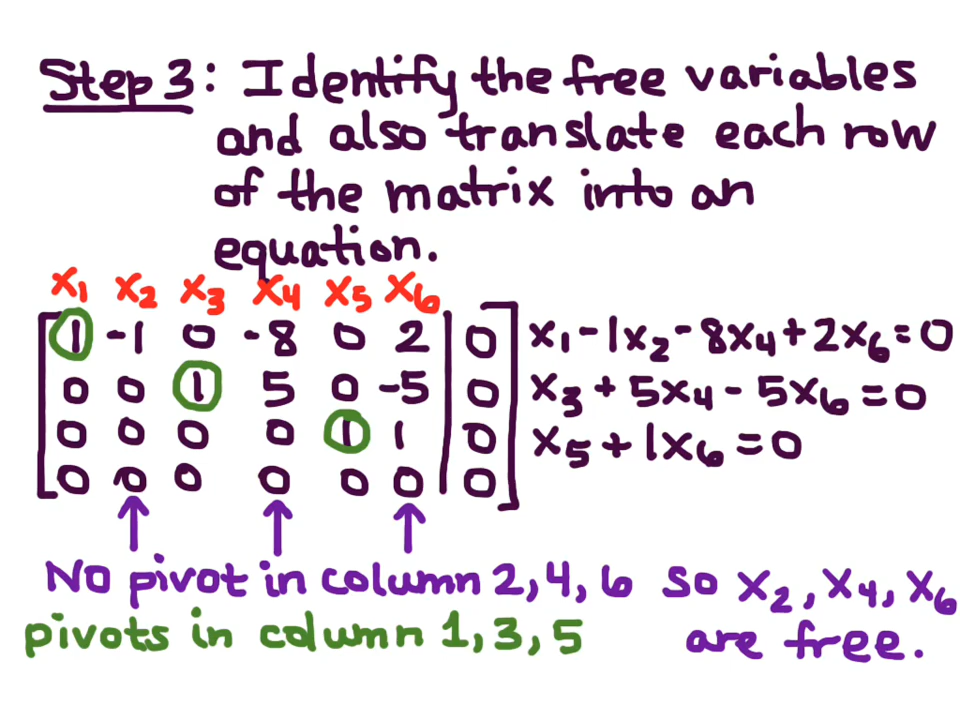 Step 3: Identify the free variables
and also translate each row
of the matrix into an
equation.
x₁ x₂ x₃ x₄ x₅ x₆
1 -1 0 -8 0 2 | 0 x₁ - 1x₂ - 8x₄ + 2x₆ = 0
0 0 1 5 0 -5 | 0 x₃ + 5x₄ - 5x₆ = 0
0 0 0 0 1 1 | 0 x₅ + 1x₆ = 0
0 0 0 0 0 0 | 0
No pivot in column 2, 4, 6 so x₂, x₄, x₆
pivots in column 1, 3, 5 are free.